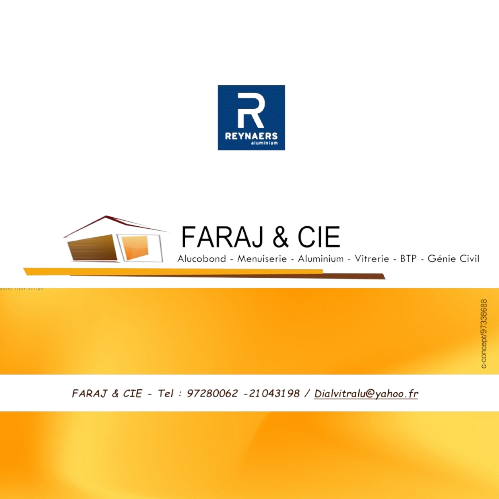 R
REYNAERS
aluminium
FARAJ & CIE
Alucobond - Menuiserie - Aluminium - Vitrerie - BTP - Génie Civil
c-concept/97336688
FARAJ & CIE - Tel : 97280062 -21043198 / Dialvitralu@yahoo.fr